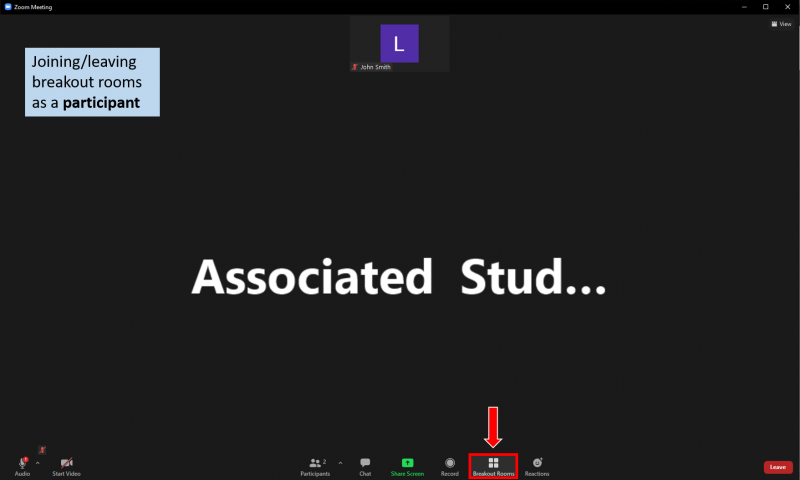 Zoom Meeting
View
L
John Smith
Joining/leaving
breakout rooms
as a participant
Associated Stud...
Audio
Start Video
Participants
2
Chat
Share Screen
Record
Breakout Rooms
Reactions
Leave